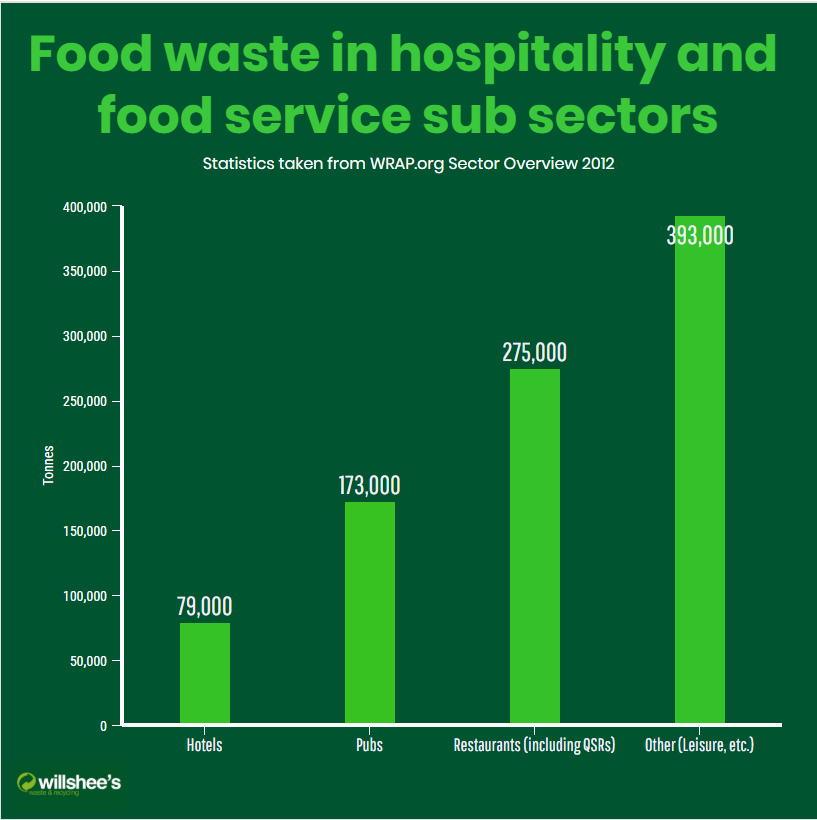 Food waste in hospitality and
food service sub sectors
Statistics taken from WRAP.org Sector Overview 2012
400,000
350,000
300,000
250,000
200,000
150,000
100,000
50,000
0
Tonnes
79,000
173,000
275,000
393,000
Hotels
Pubs
Restaurants (including QSRs)
Other (Leisure, etc.)
willshee's
waste & recycling